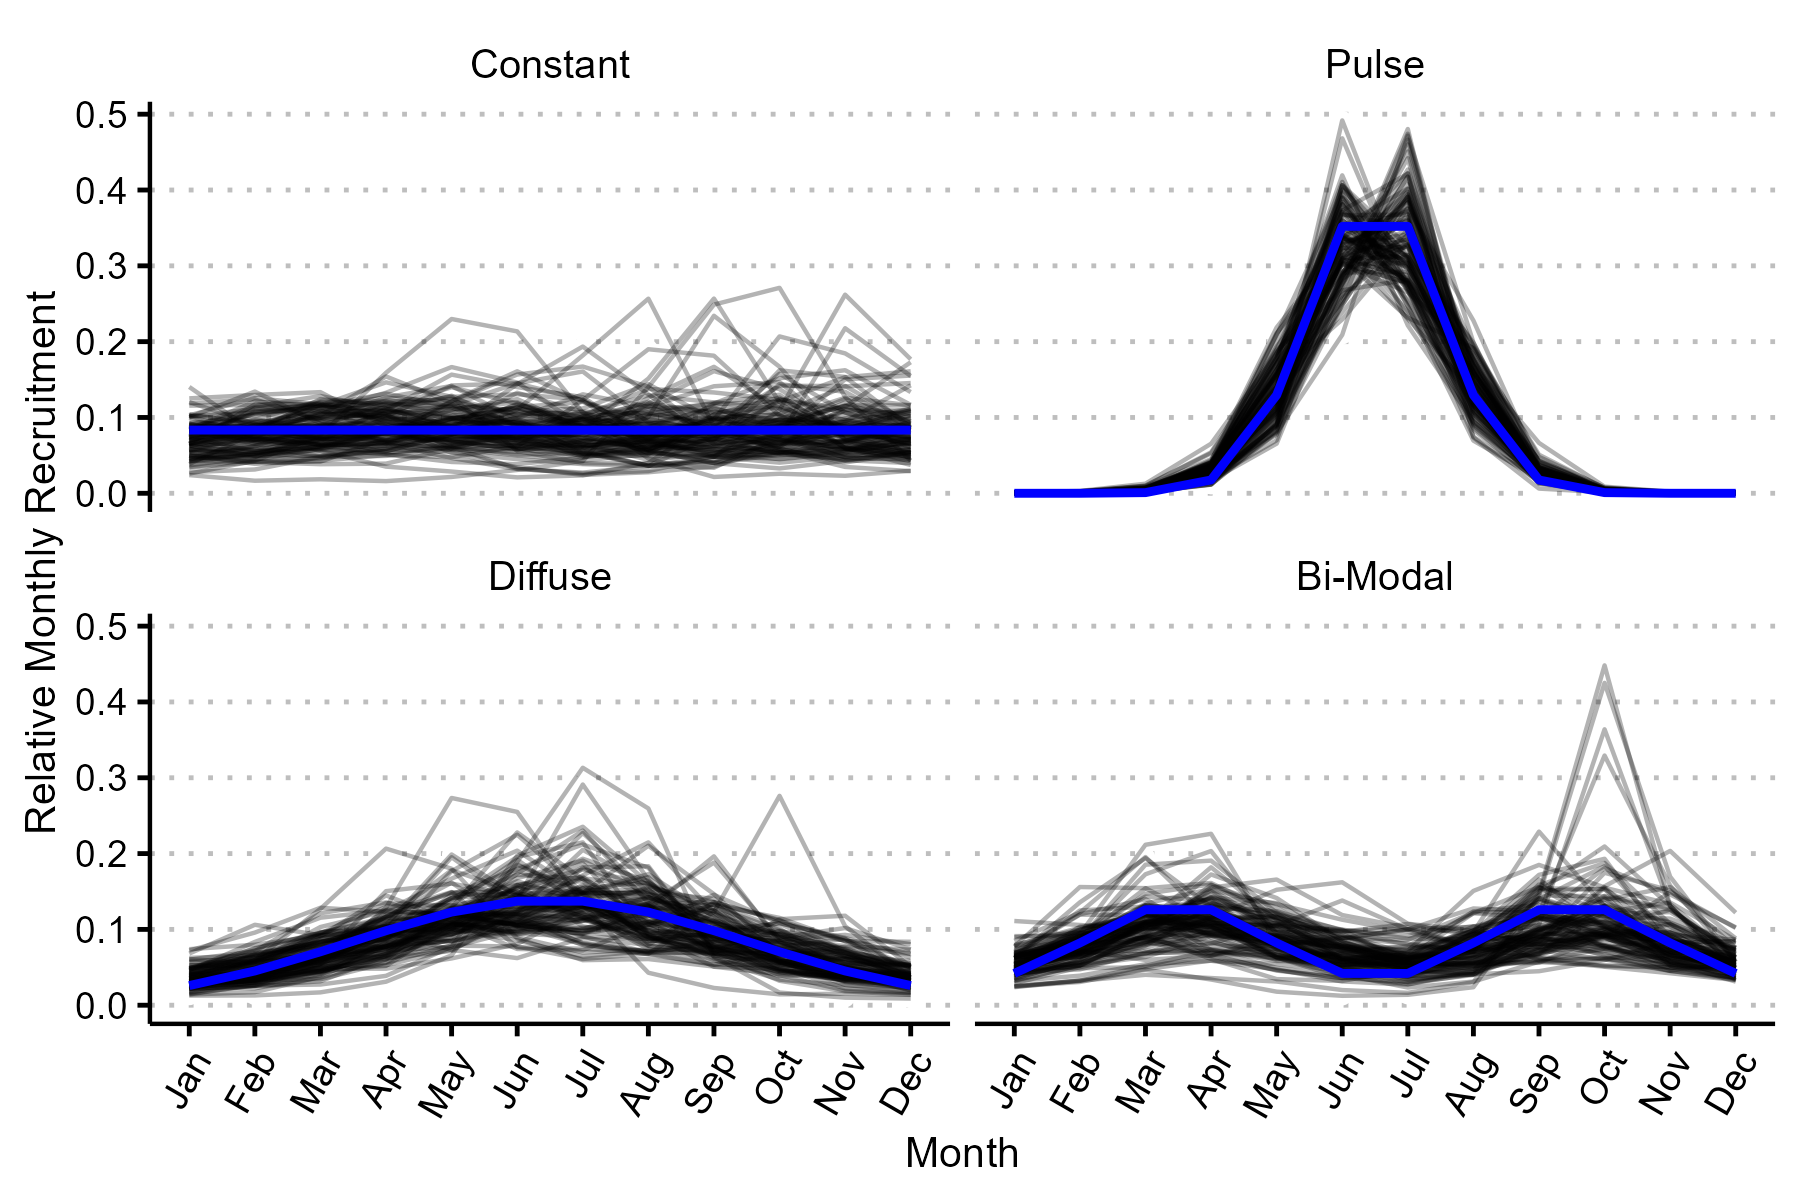 Constant
Pulse
0.5
0.4
0.3
0.2
0.1
0.0
Relative Monthly Recruitment
Diffuse
Bi-Modal
0.5
0.4
0.3
0.2
0.1
0.0
Jan Feb Mar Apr May Jun Jul Aug Sep Oct Nov Dec
Jan Feb Mar Apr May Jun Jul Aug Sep Oct Nov Dec
Month